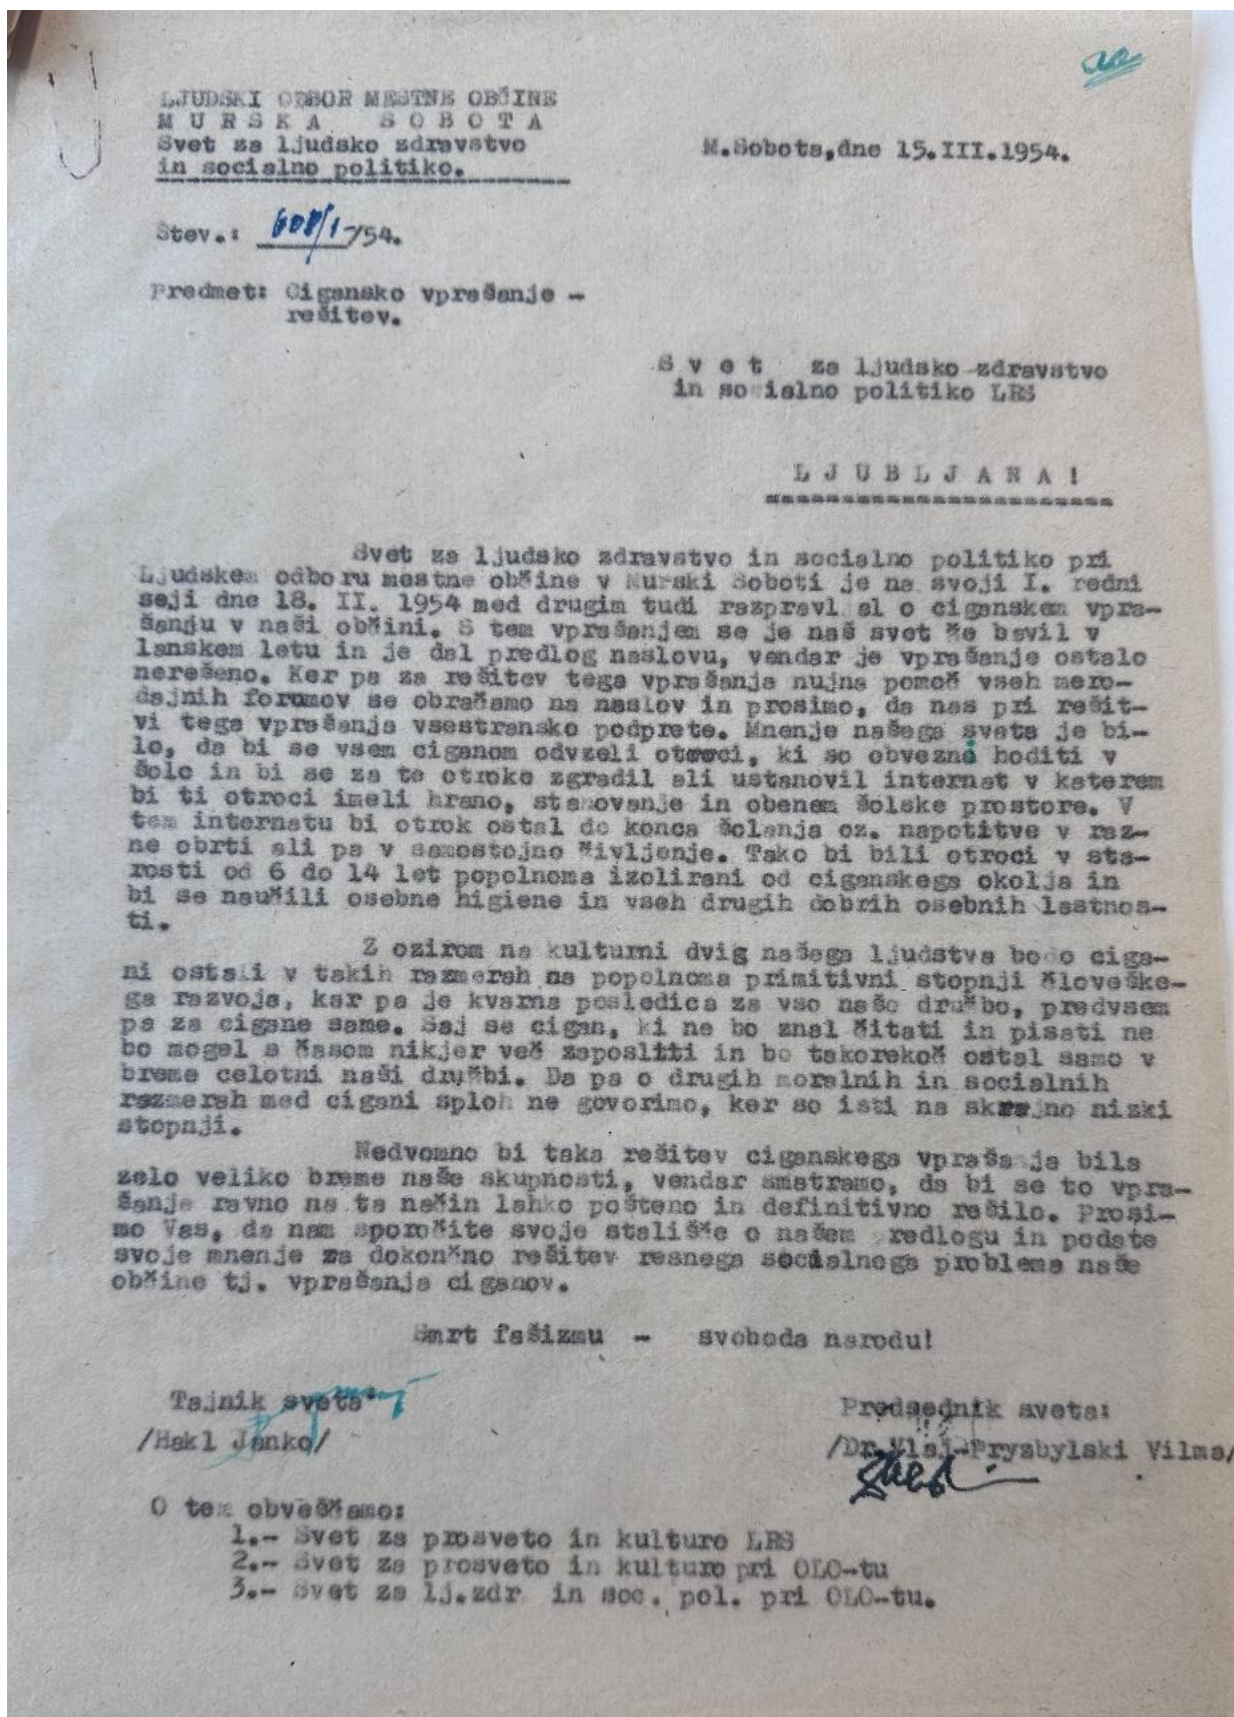 LJUDSKI ODBOR MESTNE OBČINE
M U R S K A   S O B O T A
Svet za ljudsko zdravstvo
in socialno politiko.
M.Sobota,dne 15.III.1954.
Štev.: 608/1-/54.
Predmet: Cigansko vprašanje -
rešitev.
S v e t   za ljudsko zdravstvo
in socialno politiko LRS
L J U B L J A N A !
Svet za ljudsko zdravstvo in socialno politiko pri
Ljudskem odboru mestne občine v Murski Soboti je na svoji I. redni
seji dne 18. II. 1954 med drugim tudi razpravljal o ciganskem vpra-
šanju v naši občini. S tem vprašanjem se je naš svet že bavil v
lanskem letu in je dal predlog naslovu, vendar je vprašanje ostalo
nerešeno. Ker pa za rešitev tega vprašanja nujna pomoč vseh mero-
dajnih forumov se obračamo na naslov in prosimo, da nas pri rešit-
vi tega vprašanja vsestransko podprete. Mnenje našega sveta je bi-
lo, da bi se vsem ciganom odvzeli otroci, ki so obvezni hoditi v
šolo in bi se za te otroke zgradil ali ustanovil internat v katerem
bi ti otroci imeli hrano, stanovanje in obenem šolske prostore. V
tem internatu bi otrok ostal do konca šolanja oz. napotitve v raz-
ne obrti ali pa v samostojno življenje. Tako bi bili otroci v sta-
rosti od 6 do 14 let popolnoma izolirani od ciganskega okolja in
bi se naučili osebne higiene in vseh drugih dobrih osebnih lastnos-
ti.
Z ozirom na kulturni dvig našega ljudstva bodo ciga-
ni ostali v takih razmerah na popolnoma primitivni stopnji človeške-
ga razvoja, kar pa je kvarna posledica za vso našo družbo, predvsem
pa za cigane same. Saj se cigan, ki ne bo znal čitati in pisati ne
bo mogel s časom nikjer več zaposliti in bo takorekoč ostal samo v
breme celotni naši družbi. Da pa o drugih moralnih in socialnih
razmerah med cigani sploh ne govorimo, ker so isti na skrajno nizki
stopnji.
Nedvomno bi taka rešitev ciganskega vprašanja bila
zelo veliko breme naše skupnosti, vendar smatramo, da bi se to vpra-
šanje ravno na ta način lahko pošteno in definitivno rešilo. Prosi-
mo Vas, da nam sporočite svoje stališče o našem predlogu in podate
svoje mnenje za dokončno rešitev resnega socialnega problema naše
občine tj. vprašanja ciganov.
Smrt fašizmu - svoboda narodu!
Tajnik sveta
Predsednik sveta:
/Hakl Janko/
/Dr.Vlaj-Prysbylski Vilma/
O tem obveščamo:
1.- Svet za prosveto in kulturo LRS
2.- Svet za prosveto in kulturo pri OLO-tu
3.- Svet za lj.zdr in soc. pol. pri OLO-tu.